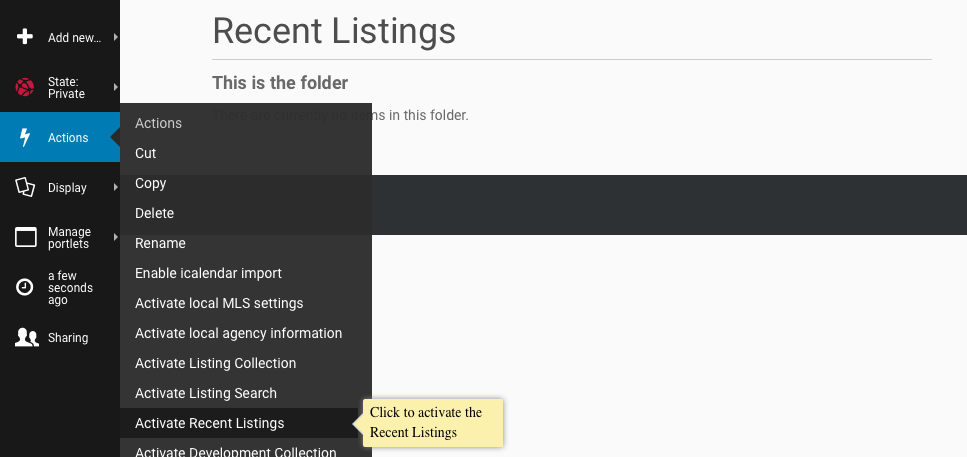 Recent Listings
This is the folder
There are currently no items in this folder.
Add new...
State:
Private
Actions
Display
Manage
portlets
a few
seconds
ago
Sharing
Actions
Cut
Copy
Delete
Rename
Enable icalendar import
Activate local MLS settings
Activate local agency information
Activate Listing Collection
Activate Listing Search
Activate Recent Listings
Activate Development Collection
Click to activate the
Recent Listings